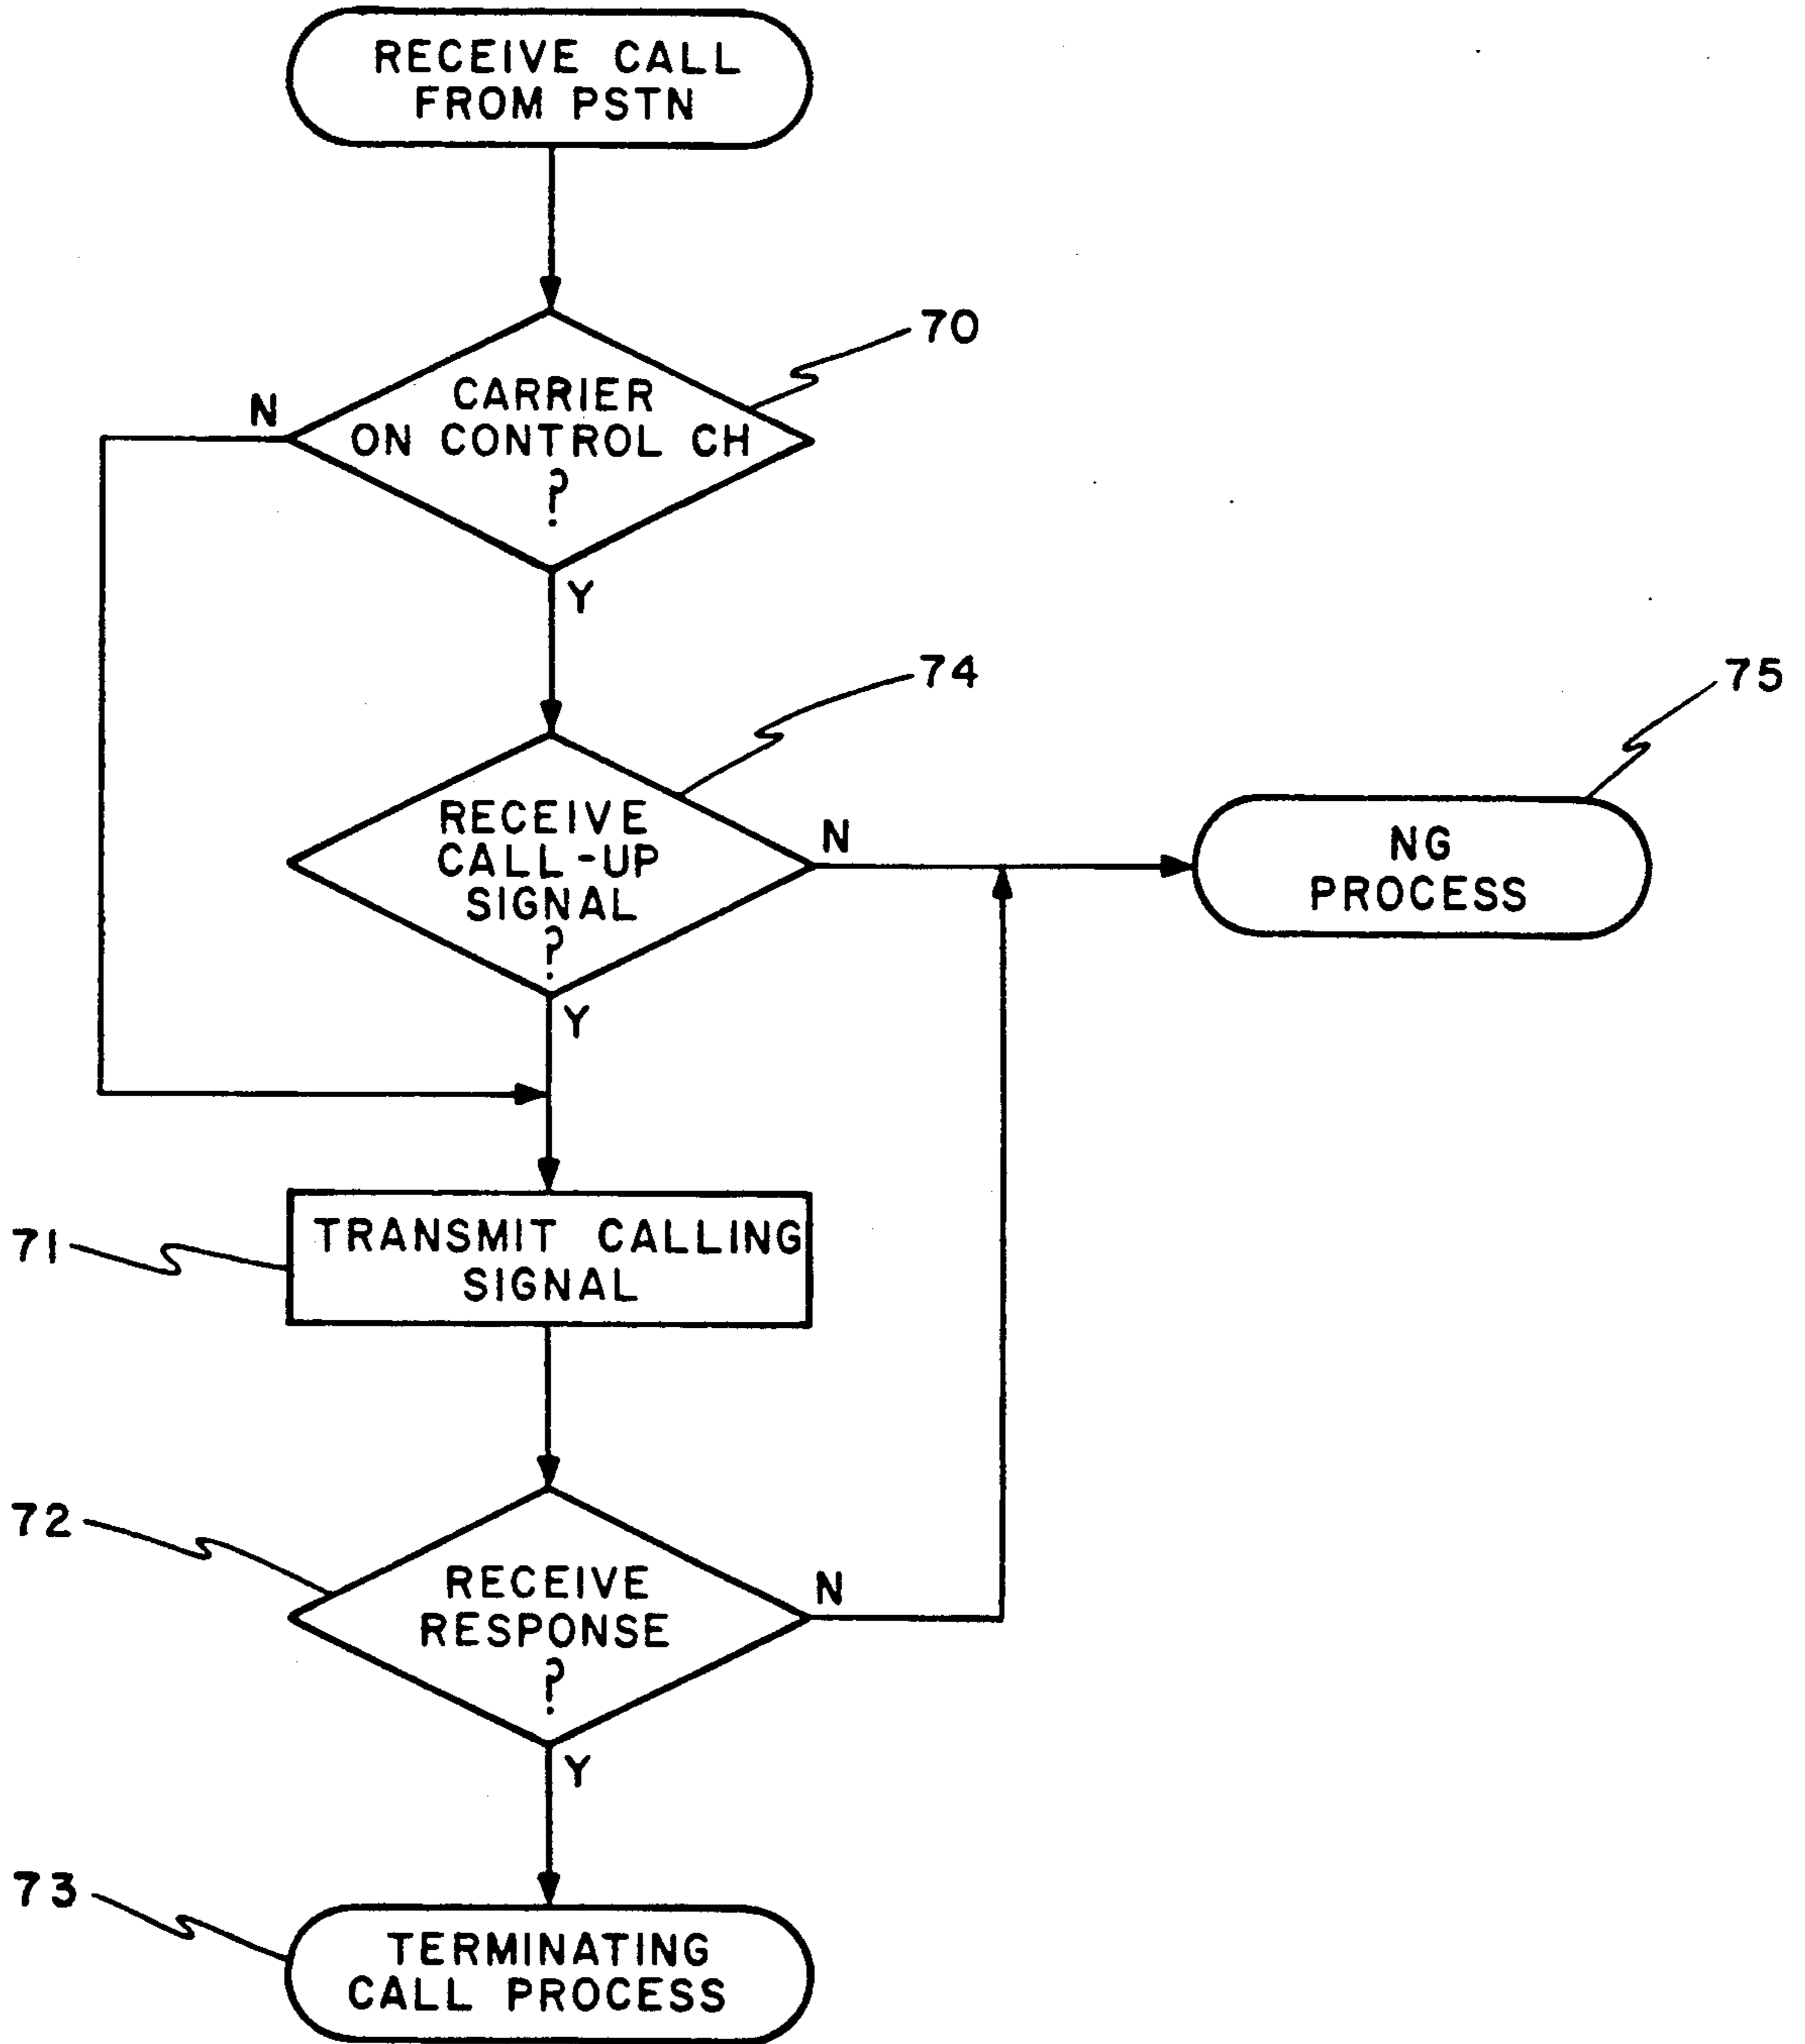 RECEIVE CALL
FROM PSTN
70
CARRIER
ON CONTROL CH
?
N
Y
74
75
RECEIVE
CALL-UP
SIGNAL
?
N
Y
NG
PROCESS
71
TRANSMIT CALLING
SIGNAL
72
RECEIVE
RESPONSE
?
N
Y
73
TERMINATING
CALL PROCESS